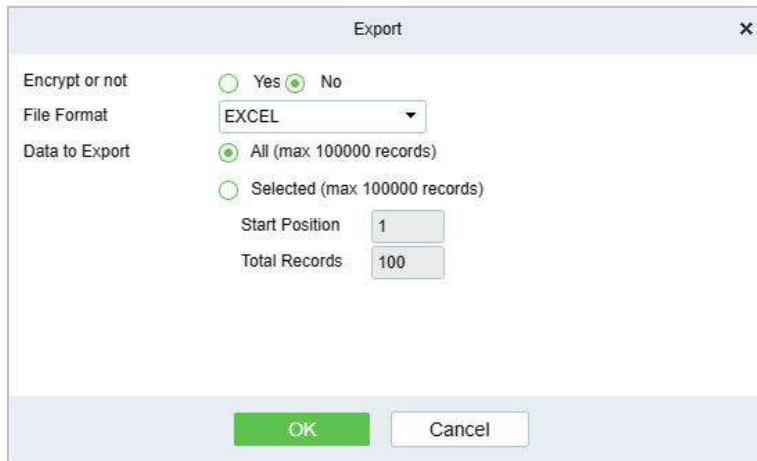 Export
Encrypt or not Yes No
File Format EXCEL
Data to Export All (max 100000 records)
Selected (max 100000 records)
Start Position 1
Total Records 100
OK Cancel